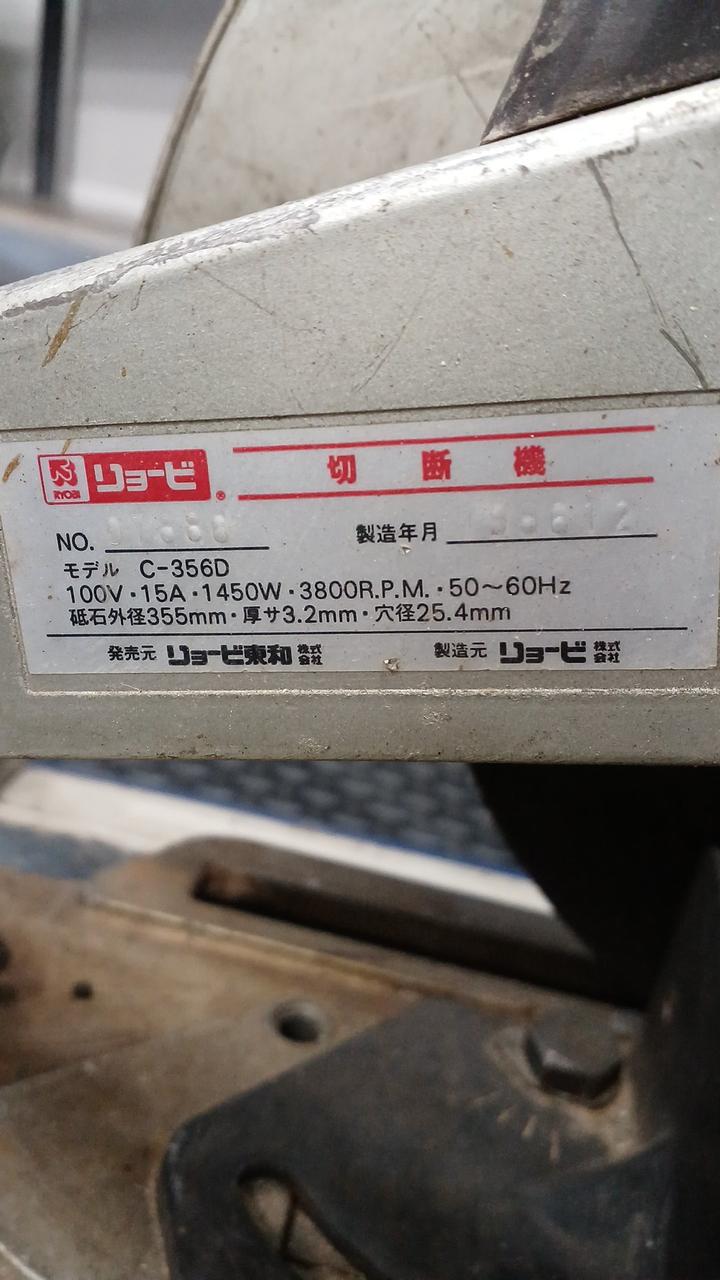 RYOBI リョービ ® 切断機
NO. 製造年月
モデル C-356D
100V・15A・1450W・3800R.P.M.・50〜60Hz
砥石外径355mm・厚サ3.2mm・穴径25.4mm
発売元 リョービ東和株式会社 製造元 リョービ株式会社